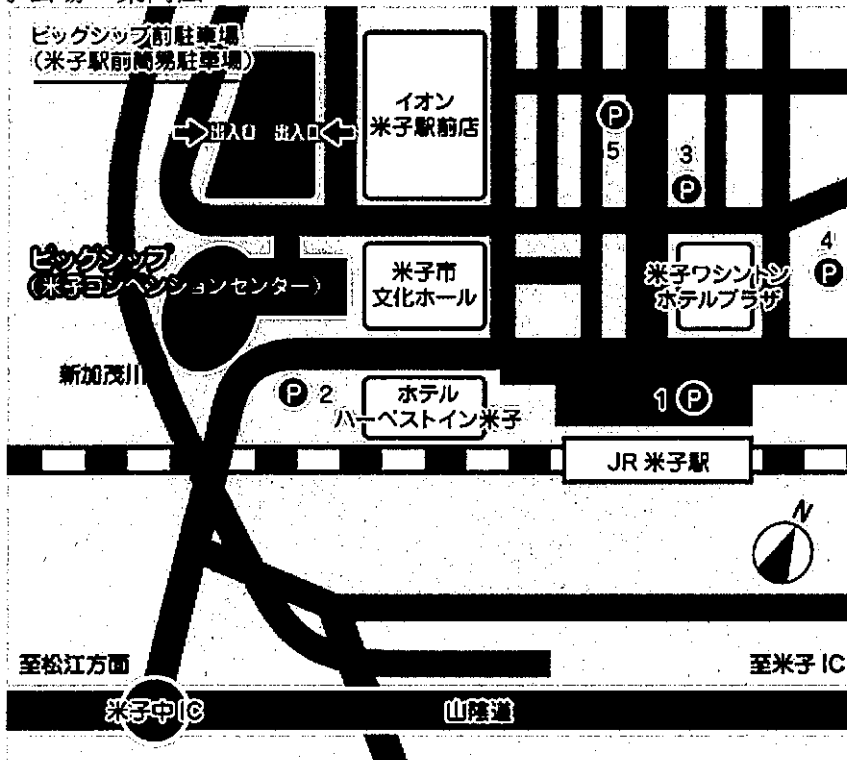 ビッグシップ前駐車場
（米子駅前簡易駐車場）
出入口 出入口
イオン
米子駅前店
P
5
3
P
4
P
ビッグシップ
（米子コンベンションセンター）
米子市
文化ホール
米子ワシントン
ホテルプラザ
新加茂川
P 2
ホテル
ハーベストイン米子
1 P
JR 米子駅
N
至松江方面
至米子 IC
米子中 IC
山陰道